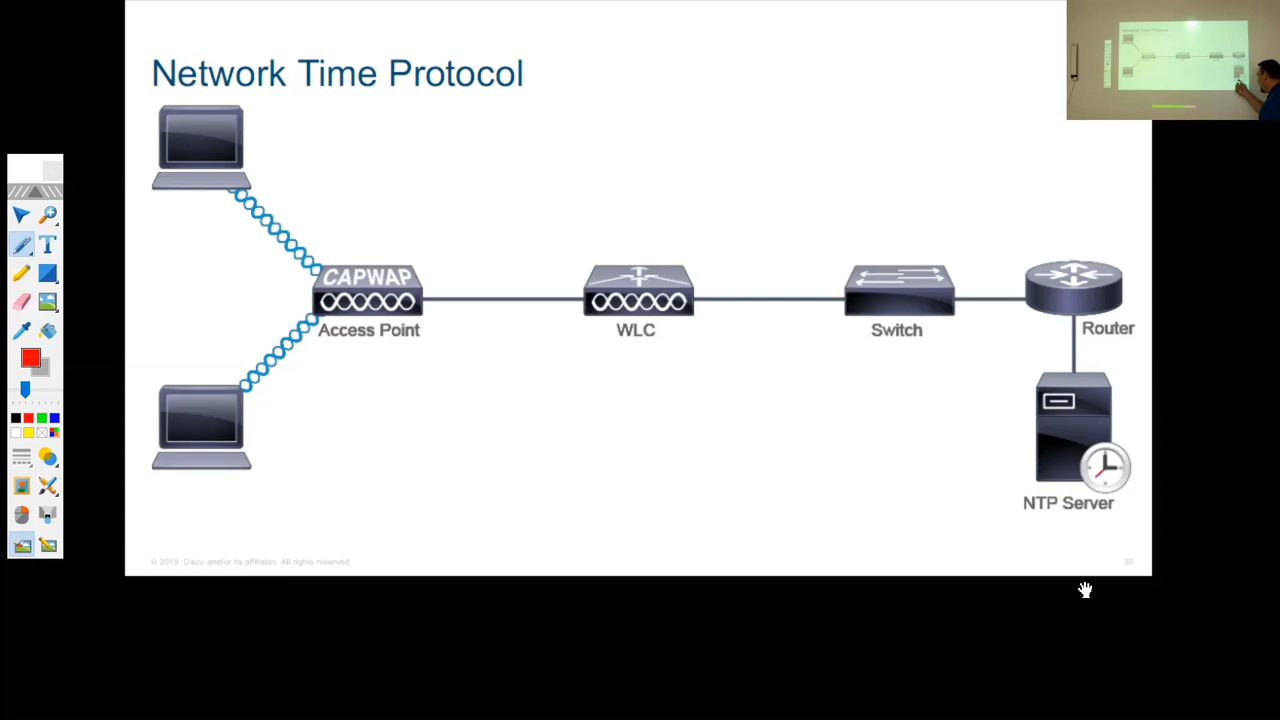 Network Time Protocol
CAPWAP
Access Point
WLC
Switch
Router
NTP Server
© 2019 Cisco and/or its affiliates. All rights reserved
30
T